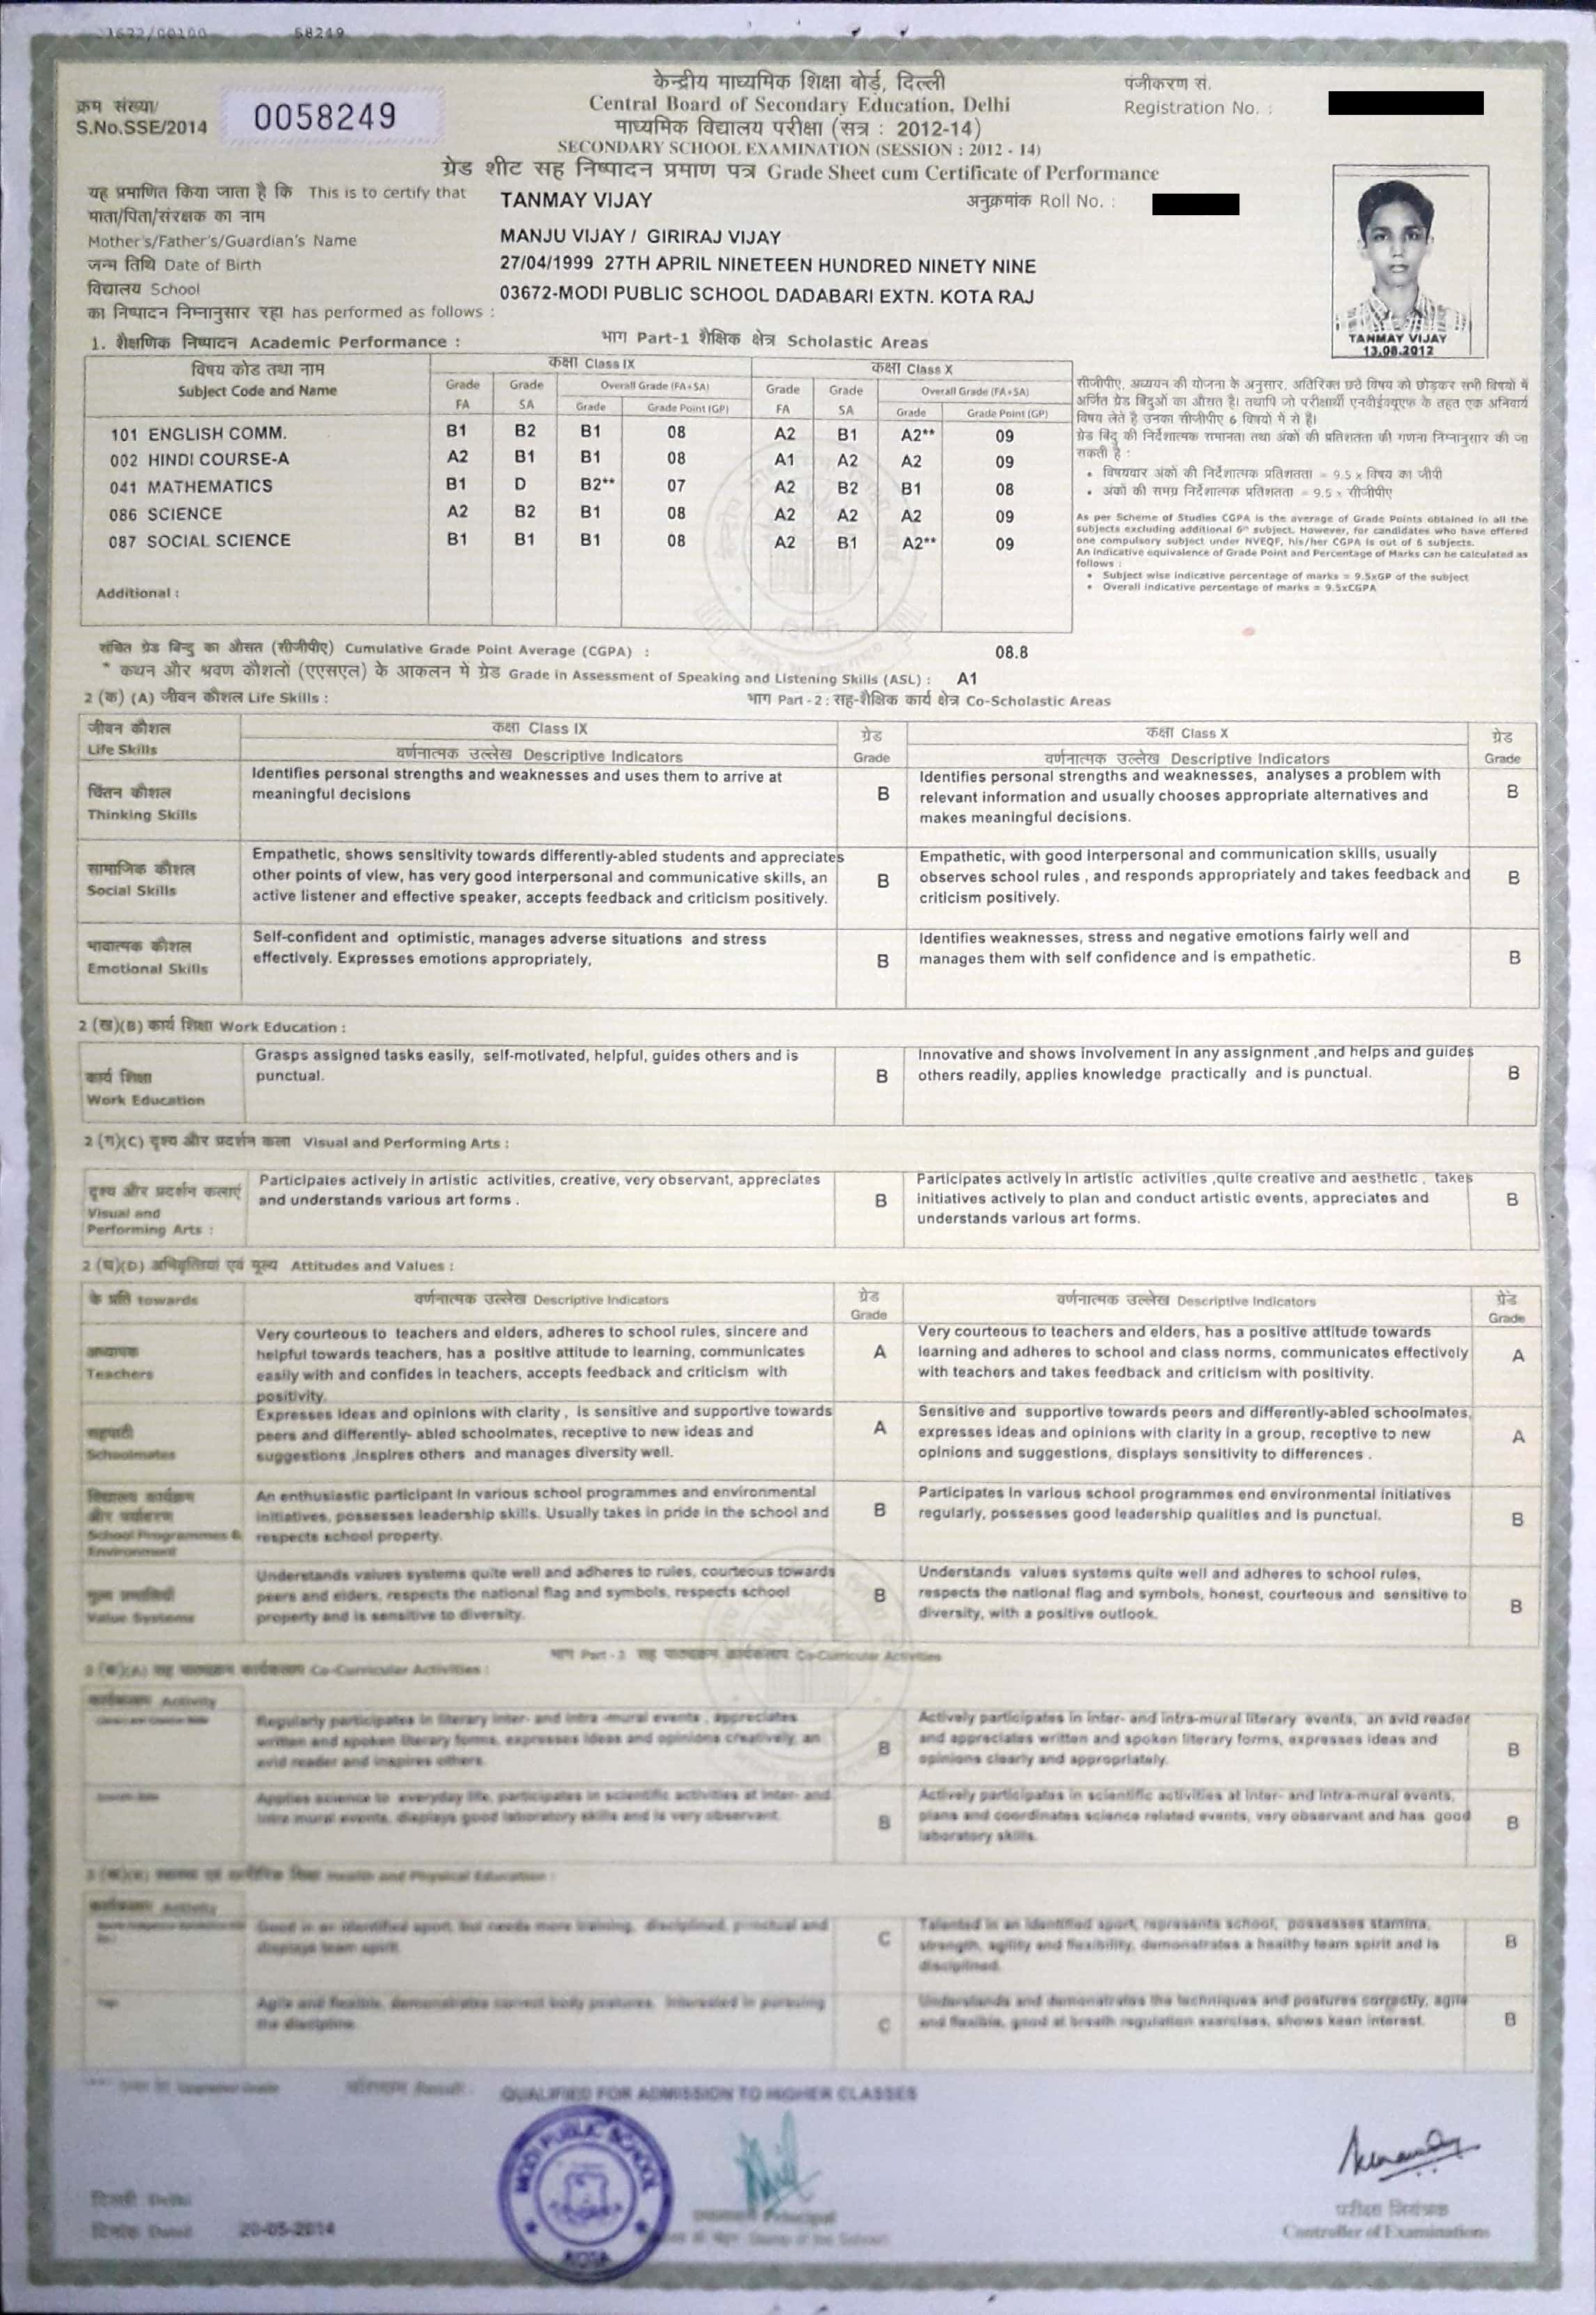 58249
केन्द्रीय माध्यमिक शिक्षा बोर्ड, दिल्ली
पंजीकरण सं.
क्रम संख्या/
S.No.SSE/2014
0058249
Central Board of Secondary Education, Delhi
Registration No. :
माध्यमिक विद्यालय परीक्षा (सत्र : 2012-14)
SECONDARY SCHOOL EXAMINATION (SESSION : 2012 - 14)
ग्रेड शीट सह निष्पादन प्रमाण पत्र Grade Sheet cum Certificate of Performance
यह प्रमाणित किया जाता है कि This is to certify that TANMAY VIJAY अनुक्रमांक Roll No. :
माता/पिता/संरक्षक का नाम
Mother's/Father's/Guardian's Name MANJU VIJAY / GIRIRAJ VIJAY
जन्म तिथि Date of Birth 27/04/1999 27TH APRIL NINETEEN HUNDRED NINETY NINE
विद्यालय School 03672-MODI PUBLIC SCHOOL DADABARI EXTN. KOTA RAJ
का निष्पादन निम्नानुसार रहा has performed as follows :
TANMAY VIJAY
13.08.2012
1. शैक्षणिक निष्पादन Academic Performance : भाग Part-1 शैक्षिक क्षेत्र Scholastic Areas
विषय कोड तथा नाम कक्षा Class IX कक्षा Class X
Subject Code and Name
Grade Grade Overall Grade (FA+SA) Grade Grade Overall Grade (FA+SA)
FA SA Grade Grade Point (GP) FA SA Grade Grade Point (GP)
101 ENGLISH COMM. B1 B2 B1 08 A2 B1 A2** 09
002 HINDI COURSE-A A2 B1 B1 08 A1 A2 A2 09
041 MATHEMATICS B1 D B2** 07 A2 B2 B1 08
086 SCIENCE A2 B2 B1 08 A2 A2 A2 09
087 SOCIAL SCIENCE B1 B1 B1 08 A2 B1 A2** 09
Additional :
सीजीपीए, अध्ययन की योजना के अनुसार, अतिरिक्त छठे विषय को छोड़कर सभी विषयों में
अर्जित ग्रेड बिंदुओं का औसत है। तथापि जो परीक्षार्थी एनवीईक्यूएफ के तहत एक अनिवार्य
विषय लेते है उनका सीजीपीए 6 विषयों में से है।
ग्रेड बिंदु की निर्देशात्मक समानता तथा अंकों की प्रतिशतता की गणना निम्नानुसार की जा
सकती है :
• विषयवार अंकों की निर्देशात्मक प्रतिशतता = 9.5 x विषय का जीपी
• अंकों की समग्र निर्देशात्मक प्रतिशतता = 9.5 x सीजीपीए
As per Scheme of Studies CGPA is the average of Grade Points obtained in all the
subjects excluding additional 6th subject. However, for candidates who have offered
one compulsory subject under NVEQF, his/her CGPA is out of 6 subjects.
An indicative equivalence of Grade Point and Percentage of Marks can be calculated as
follows :
• Subject wise indicative percentage of marks = 9.5xGP of the subject
• Overall indicative percentage of marks = 9.5xCGPA
संचित ग्रेड बिन्दु का औसत (सीजीपीए) Cumulative Grade Point Average (CGPA) : 08.8
* कथन और श्रवण कौशलों (एएसएल) के आकलन में ग्रेड Grade in Assessment of Speaking and Listening Skills (ASL) : A1
2 (क) (A) जीवन कौशल Life Skills : भाग Part - 2 : सह-शैक्षिक कार्य क्षेत्र Co-Scholastic Areas
जीवन कौशल कक्षा Class IX ग्रेड कक्षा Class X ग्रेड
Life Skills वर्णनात्मक उल्लेख Descriptive Indicators Grade वर्णनात्मक उल्लेख Descriptive Indicators Grade
चिंतन कौशल
Thinking Skills
Identifies personal strengths and weaknesses and uses them to arrive at
meaningful decisions
B
Identifies personal strengths and weaknesses, analyses a problem with
relevant information and usually chooses appropriate alternatives and
makes meaningful decisions.
B
सामाजिक कौशल
Social Skills
Empathetic, shows sensitivity towards differently-abled students and appreciates
other points of view, has very good interpersonal and communicative skills, an
active listener and effective speaker, accepts feedback and criticism positively.
B
Empathetic, with good interpersonal and communication skills, usually
observes school rules , and responds appropriately and takes feedback and
criticism positively.
B
भावात्मक कौशल
Emotional Skills
Self-confident and optimistic, manages adverse situations and stress
effectively. Expresses emotions appropriately,
B
Identifies weaknesses, stress and negative emotions fairly well and
manages them with self confidence and is empathetic.
B
2 (ख)(B) कार्य शिक्षा Work Education :
कार्य शिक्षा
Work Education
Grasps assigned tasks easily, self-motivated, helpful, guides others and is
punctual.
B
Innovative and shows involvement in any assignment ,and helps and guides
others readily, applies knowledge practically and is punctual.
B
2 (ग)(C) दृश्य और प्रदर्शन कला Visual and Performing Arts :
दृश्य और प्रदर्शन कलाएं
Visual and
Performing Arts :
Participates actively in artistic activities, creative, very observant, appreciates
and understands various art forms .
B
Participates actively in artistic activities ,quite creative and aesthetic , takes
initiatives actively to plan and conduct artistic events, appreciates and
understands various art forms.
B
2 (घ)(D) अभिवृत्तियां एवं मूल्य Attitudes and Values :
के प्रति towards वर्णनात्मक उल्लेख Descriptive Indicators ग्रेड Grade वर्णनात्मक उल्लेख Descriptive Indicators ग्रेड Grade
अध्यापक
Teachers
Very courteous to teachers and elders, adheres to school rules, sincere and
helpful towards teachers, has a positive attitude to learning, communicates
easily with and confides in teachers, accepts feedback and criticism with
positivity.
A
Very courteous to teachers and elders, has a positive attitude towards
learning and adheres to school and class norms, communicates effectively
with teachers and takes feedback and criticism with positivity.
A
सहपाठी
Schoolmates
Expresses ideas and opinions with clarity , is sensitive and supportive towards
peers and differently- abled schoolmates, receptive to new ideas and
suggestions ,inspires others and manages diversity well.
A
Sensitive and supportive towards peers and differently-abled schoolmates,
expresses ideas and opinions with clarity in a group, receptive to new
opinions and suggestions, displays sensitivity to differences .
A
विद्यालय कार्यक्रम
और पर्यावरण
School Programmes &
Environment
An enthusiastic participant in various school programmes and environmental
initiatives, possesses leadership skills. Usually takes in pride in the school and
respects school property.
B
Participates in various school programmes end environmental initiatives
regularly, possesses good leadership qualities and is punctual.
B
Value Systems
Understands values systems quite well and adheres to rules, courteous towards
peers and elders, respects the national flag and symbols, respects school
property and is sensitive to diversity.
B
Understands values systems quite well and adheres to school rules,
respects the national flag and symbols, honest, courteous and sensitive to
diversity, with a positive outlook.
B
भाग Part - 3 सह पाठ्यक्रम कार्यकलाप Co-Curricular Activities
3 (क)(A) सह पाठ्यक्रम कार्यकलाप Co-Curricular Activities :
Activity
Regularly participates in literary inter- and intra -mural events , appreciates
written and spoken literary forms, expresses ideas and opinions creatively, an
avid reader and inspires others.
B
Actively participates in inter- and intra-mural literary events, an avid reader
and appreciates written and spoken literary forms, expresses ideas and
opinions clearly and appropriately.
B
Applies science to everyday life, participates in scientific activities at inter- and
intra mural events, displays good laboratory skills and is very observant.
B
Actively participates in scientific activities at inter- and intra-mural events,
plans and coordinates science related events, very observant and has good
laboratory skills.
B
Health and Physical Education :
Activity
Good in an identified sport, but needs more training, disciplined, punctual and
displays team spirit.
C
Talented in an identified sport, represents school, possesses stamina,
strength, agility and flexibility, demonstrates a healthy team spirit and is
disciplined.
B
Agile and flexible, demonstrates correct body postures, interested in pursuing
the discipline.
C
Understands and demonstrates the techniques and postures correctly, agile
and flexible, good at breath regulation exercises, shows keen interest.
B
Upgraded Grade परिणाम Result: QUALIFIED FOR ADMISSION TO HIGHER CLASSES
MODI PUBLIC SCHOOL
KOTA
दिल्ली Delhi
दिनांक Dated 20-05-2014
Principal
परीक्षा नियंत्रक
Controller of Examinations